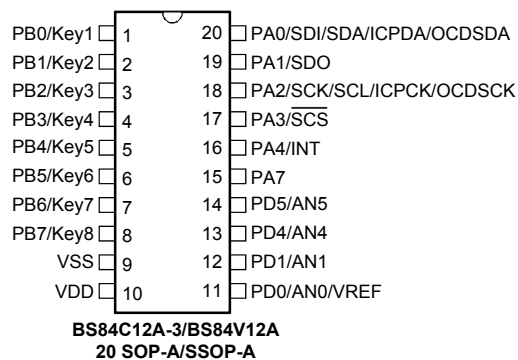 PB0/Key1 1 20 PA0/SDI/SDA/ICPDA/OCDSDA
PB1/Key2 2 19 PA1/SDO
PB2/Key3 3 18 PA2/SCK/SCL/ICPCK/OCDSCK
PB3/Key4 4 17 PA3/SCS
PB4/Key5 5 16 PA4/INT
PB5/Key6 6 15 PA7
PB6/Key7 7 14 PD5/AN5
PB7/Key8 8 13 PD4/AN4
VSS 9 12 PD1/AN1
VDD 10 11 PD0/AN0/VREF
BS84C12A-3/BS84V12A
20 SOP-A/SSOP-A